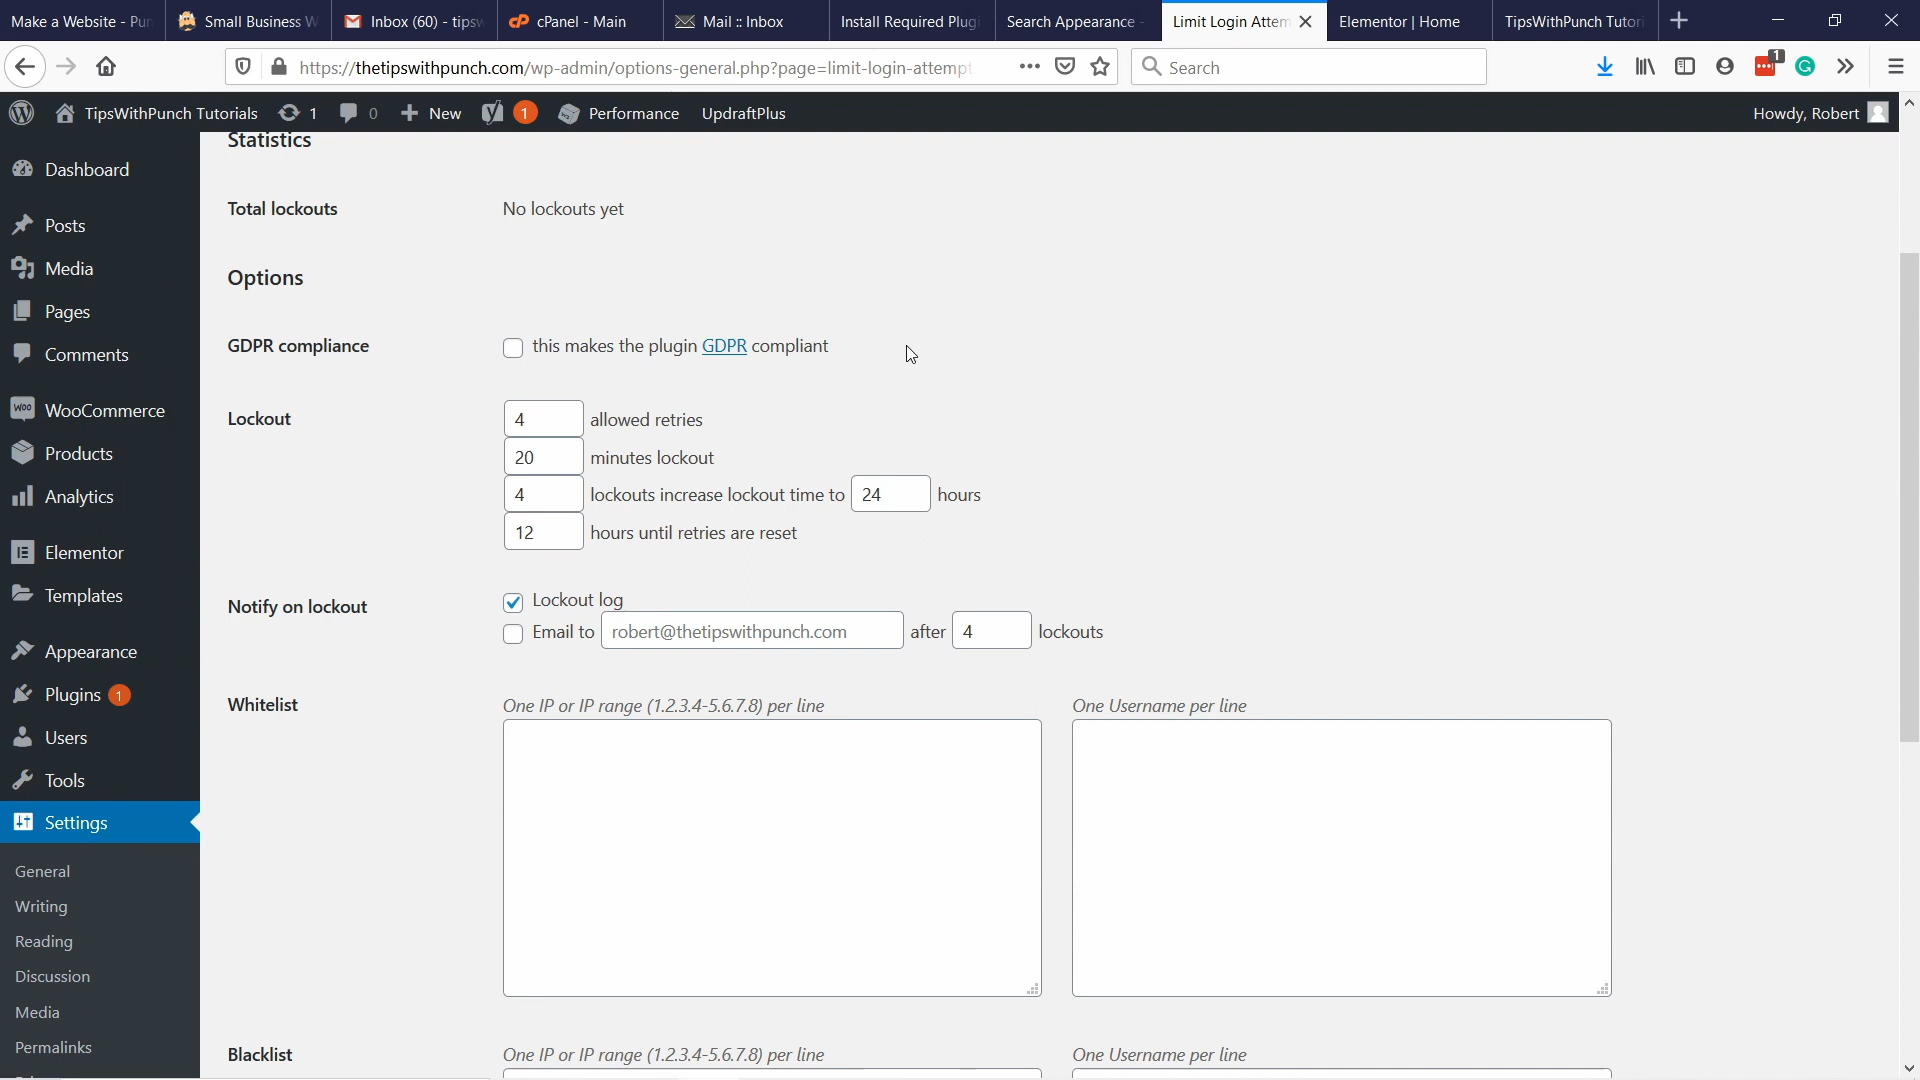 Make a Website - Pun
Small Business W
Inbox (60) - tipsw
cPanel - Main
Mail :: Inbox
Install Required Plugi
Search Appearance -
Limit Login Attem
Elementor | Home
TipsWithPunch Tutori
https://thetipswithpunch.com/wp-admin/options-general.php?page=limit-login-attempt
Search
1
TipsWithPunch Tutorials
1
0
New
1
Performance
UpdraftPlus
Howdy, Robert
Dashboard
Posts
Media
Pages
Comments
WooCommerce
Products
Analytics
Elementor
Templates
Appearance
Plugins 1
Users
Tools
Settings
General
Writing
Reading
Discussion
Media
Permalinks
Statistics
Total lockouts No lockouts yet
Options
GDPR compliance this makes the plugin GDPR compliant
Lockout 4 allowed retries
20 minutes lockout
4 lockouts increase lockout time to 24 hours
12 hours until retries are reset
Notify on lockout Lockout log
Email to robert@thetipswithpunch.com after 4 lockouts
Whitelist One IP or IP range (1.2.3.4-5.6.7.8) per line One Username per line
Blacklist One IP or IP range (1.2.3.4-5.6.7.8) per line One Username per line